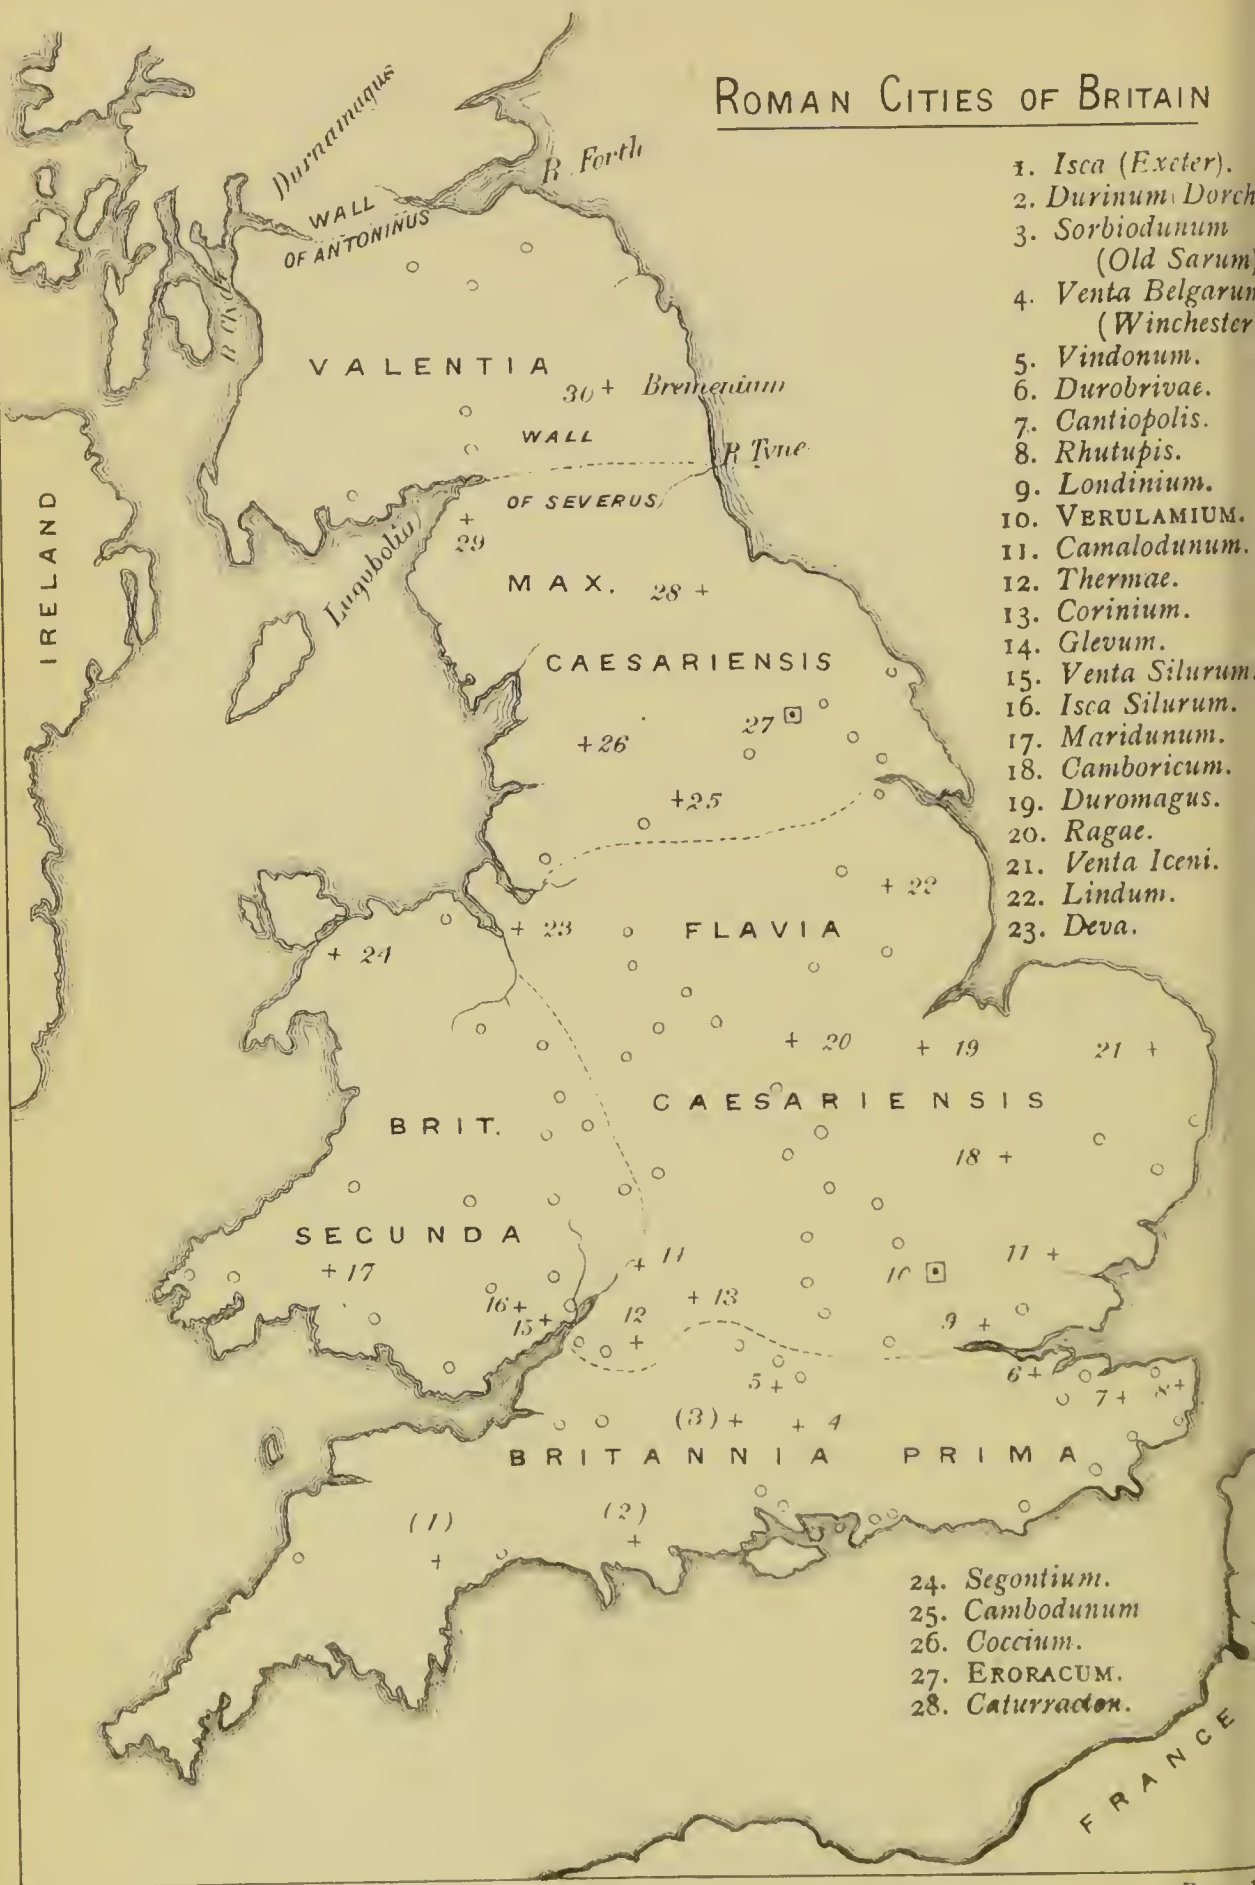 ROMAN CITIES OF BRITAIN
1. Isca (Exeter).
2. Durinum Dorch
3. Sorbiodunum
(Old Sarum)
4. Venta Belgarum
(Winchester
5. Vindonum.
6. Durobrivae.
7. Cantiopolis.
8. Rhutupis.
9. Londinium.
10. VERULAMIUM.
11. Camalodunum.
12. Thermae.
13. Corinium.
14. Glevum.
15. Venta Silurum.
16. Isca Silurum.
17. Maridunum.
18. Camboricum.
19. Duromagus.
20. Ragae.
21. Venta Iceni.
22. Lindum.
23. Deva.
Durnamagus
R. Forth
WALL
OF ANTONINUS
VALENTIA
30 + Bremenium
WALL
R Tyne
OF SEVERUS
IRELAND
29
Lugubolia
MAX.
28 +
CAESARIENSIS
27
+ 26
+ 25
+ 22
FLAVIA
+ 23
+ 24
+ 20
+ 19
21 +
CAESARIENSIS
BRIT.
18 +
SECUNDA
+ 17
11 +
10
16 +
15 +
12
+ 13
9 +
6 +
7 +
8 +
5 +
(3) +
+ 4
BRITANNIA PRIMA
(1)
(2)
24. Segontium.
25. Cambodunum
26. Coccium.
27. ERORACUM.
28. Caturracton.
FRANCE